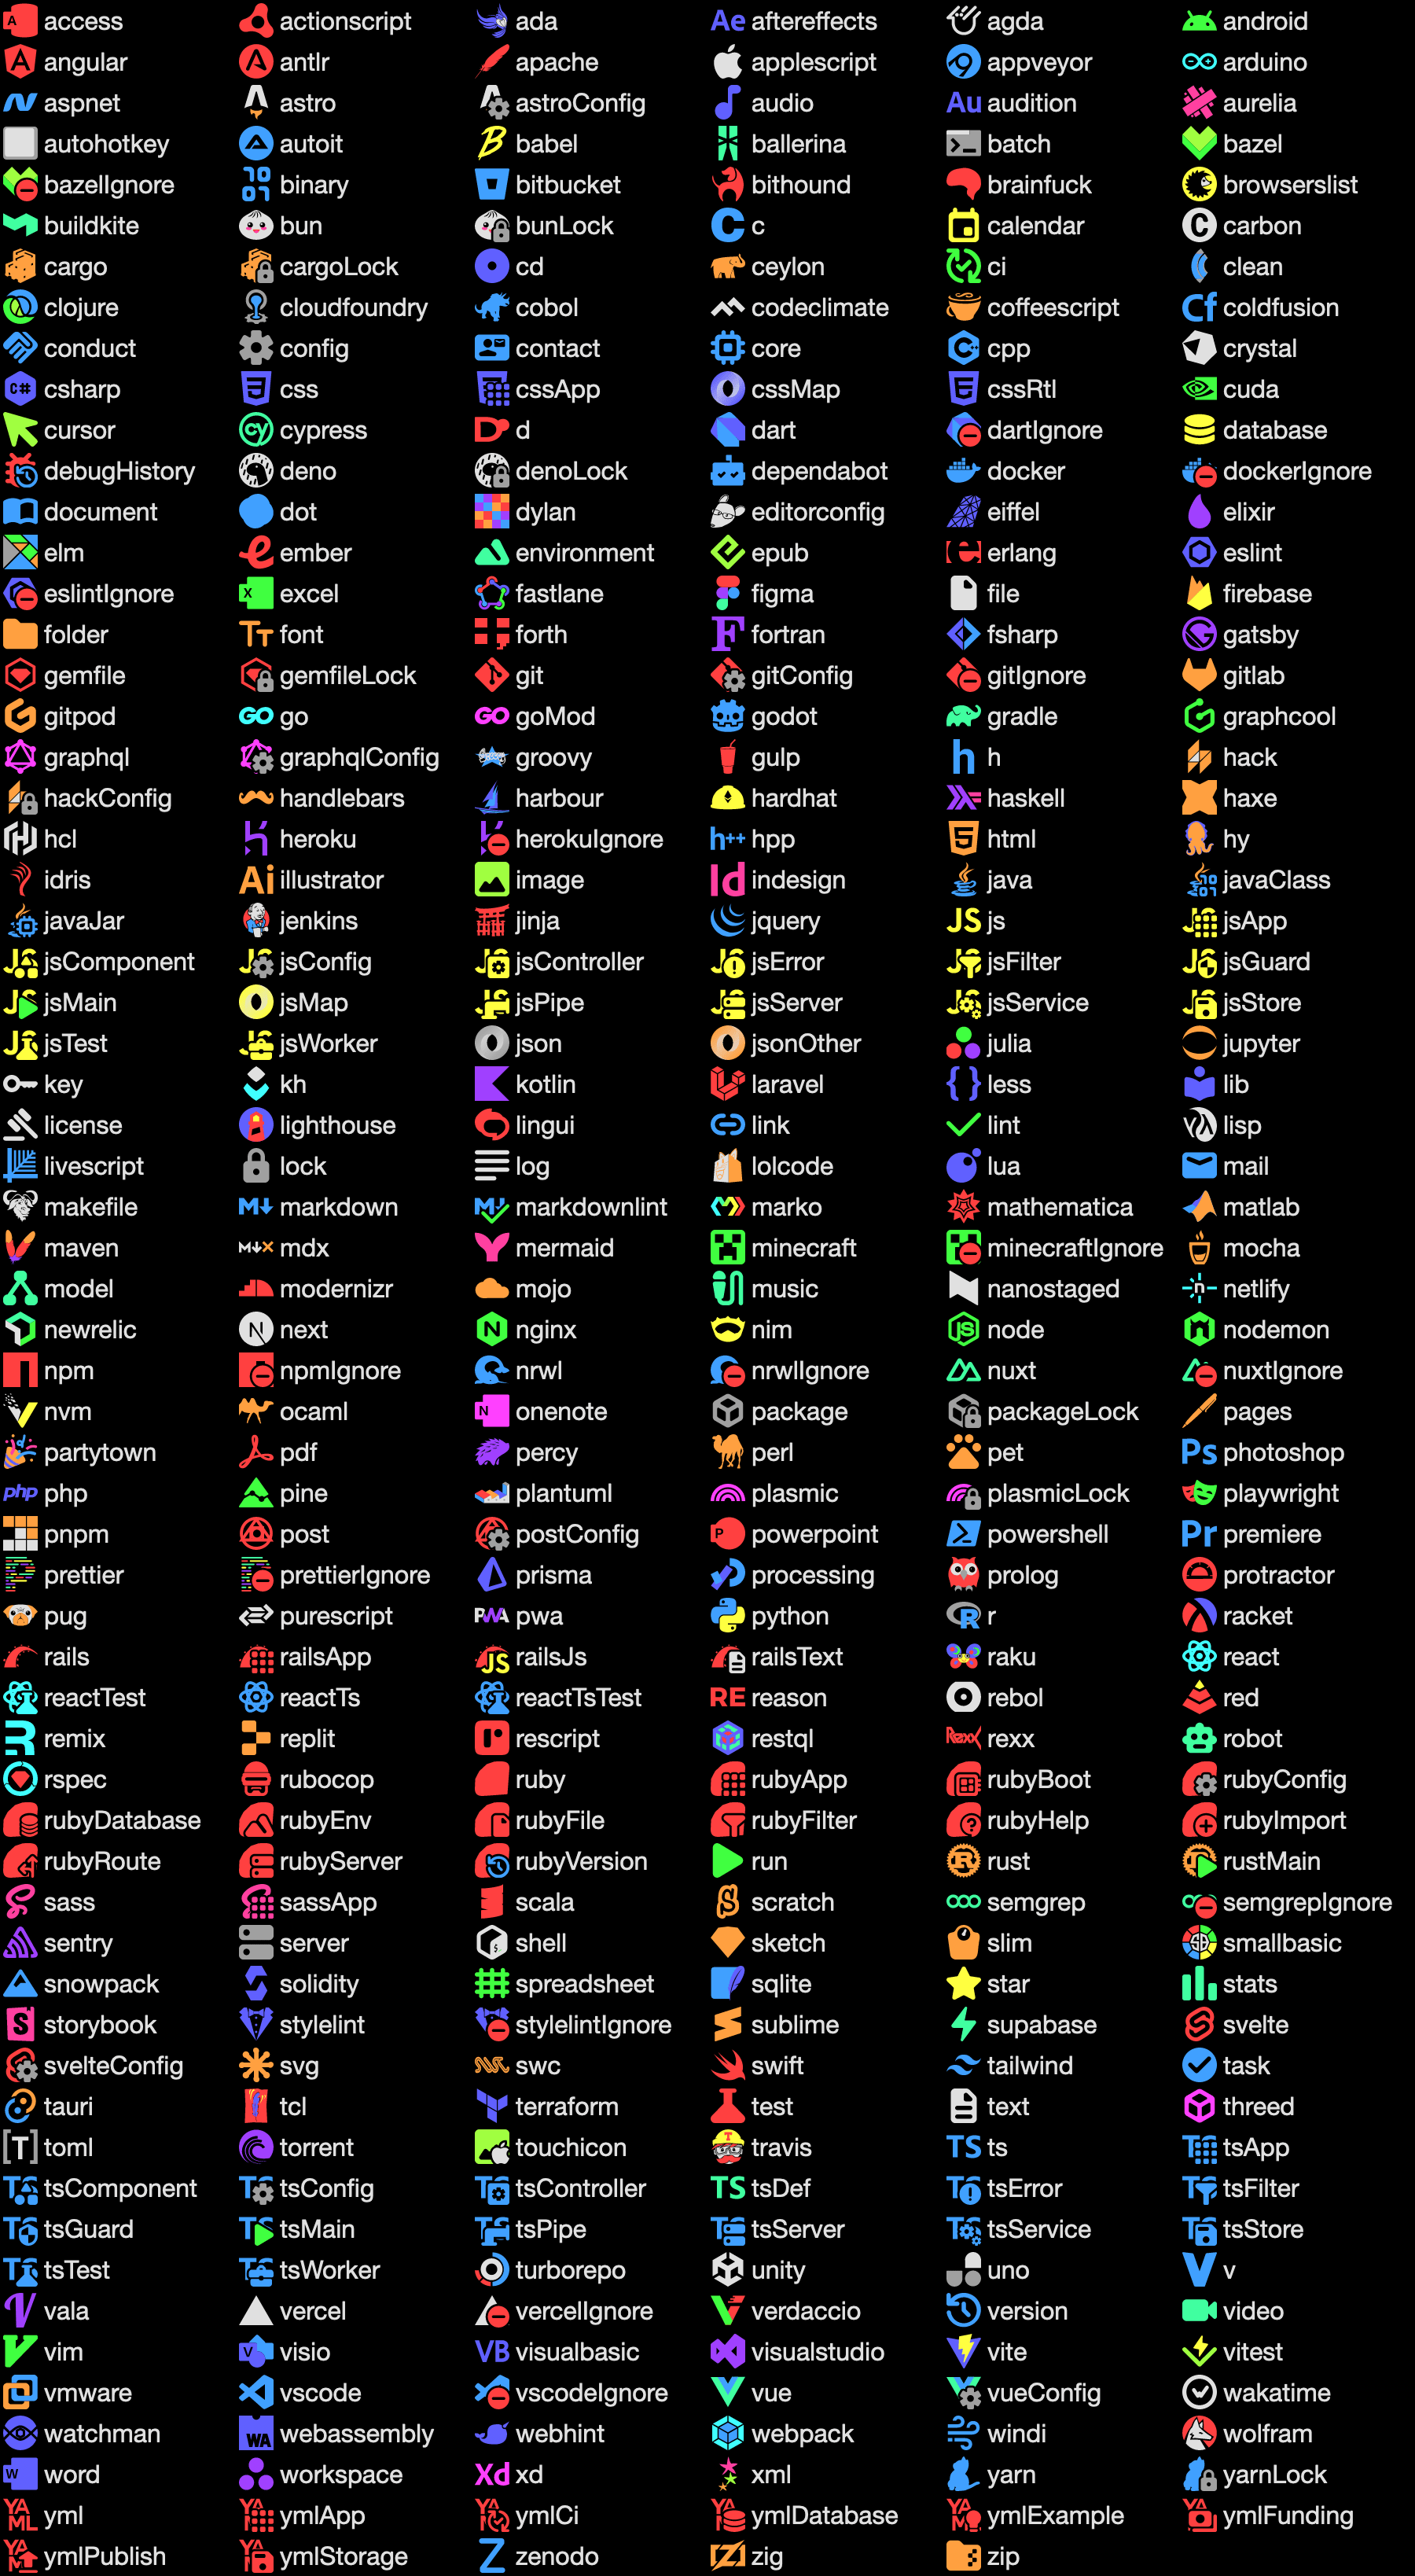 access actionscript ada aftereffects agda android
angular antlr apache applescript appveyor arduino
aspnet astro astroConfig audio audition aurelia
autohotkey autoit babel ballerina batch bazel
bazelIgnore binary bitbucket bithound brainfuck browserslist
buildkite bun bunLock c calendar carbon
cargo cargoLock cd ceylon ci clean
clojure cloudfoundry cobol codeclimate coffeescript coldfusion
conduct config contact core cpp crystal
csharp css cssApp cssMap cssRtl cuda
cursor cypress d dart dartIgnore database
debugHistory deno denoLock dependabot docker dockerIgnore
document dot dylan editorconfig eiffel elixir
elm ember environment epub erlang eslint
eslintIgnore excel fastlane figma file firebase
folder font forth fortran fsharp gatsby
gemfile gemfileLock git gitConfig gitIgnore gitlab
gitpod go goMod godot gradle graphcool
graphql graphqlConfig groovy gulp h hack
hackConfig handlebars harbour hardhat haskell haxe
hcl heroku herokuIgnore hpp html hy
idris illustrator image indesign java javaClass
javaJar jenkins jinja jquery js jsApp
jsComponent jsConfig jsController jsError jsFilter jsGuard
jsMain jsMap jsPipe jsServer jsService jsStore
jsTest jsWorker json jsonOther julia jupyter
key kh kotlin laravel less lib
license lighthouse lingui link lint lisp
livescript lock log lolcode lua mail
makefile markdown markdownlint marko mathematica matlab
maven mdx mermaid minecraft minecraftIgnore mocha
model modernizr mojo music nanostaged netlify
newrelic next nginx nim node nodemon
npm npmIgnore nrwl nrwlIgnore nuxt nuxtIgnore
nvm ocaml onenote package packageLock pages
partytown pdf percy perl pet photoshop
php pine plantuml plasmic plasmicLock playwright
pnpm post postConfig powerpoint powershell premiere
prettier prettierIgnore prisma processing prolog protractor
pug purescript pwa python r racket
rails railsApp railsJs railsText raku react
reactTest reactTs reactTsTest reason rebol red
remix replit rescript restql rexx robot
rspec rubocop ruby rubyApp rubyBoot rubyConfig
rubyDatabase rubyEnv rubyFile rubyFilter rubyHelp rubyImport
rubyRoute rubyServer rubyVersion run rust rustMain
sass sassApp scala scratch semgrep semgrepIgnore
sentry server shell sketch slim smallbasic
snowpack solidity spreadsheet sqlite star stats
storybook stylelint stylelintIgnore sublime supabase svelte
svelteConfig svg swc swift tailwind task
tauri tcl terraform test text threed
toml torrent touchicon travis ts tsApp
tsComponent tsConfig tsController tsDef tsError tsFilter
tsGuard tsMain tsPipe tsServer tsService tsStore
tsTest tsWorker turborepo unity uno v
vala vercel vercelIgnore verdaccio version video
vim visio visualbasic visualstudio vite vitest
vmware vscode vscodeIgnore vue vueConfig wakatime
watchman webassembly webhint webpack windi wolfram
word workspace xd xml yarn yarnLock
yml ymlApp ymlCi ymlDatabase ymlExample ymlFunding
ymlPublish ymlStorage zenodo zig zip